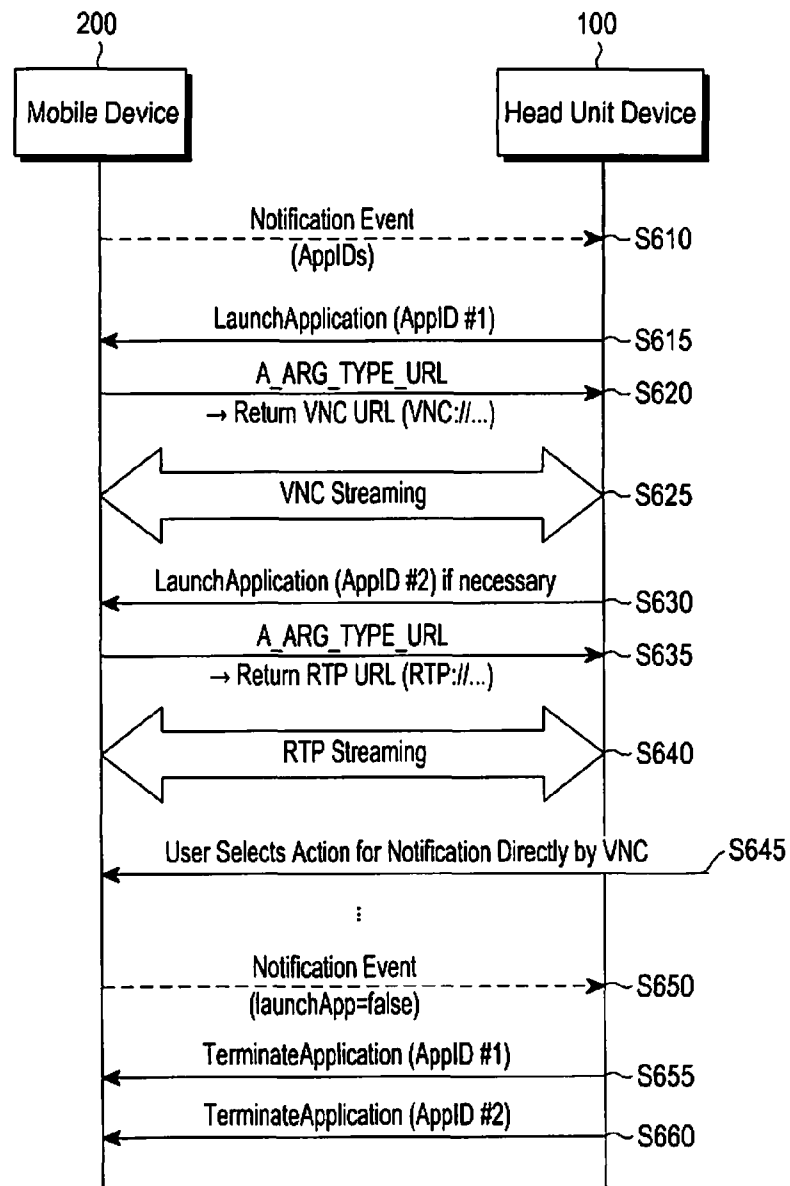 200
100
Mobile Device
Head Unit Device
Notification Event
(AppIDs)
S610
LaunchApplication (AppID #1)
S615
A_ARG_TYPE_URL
→ Return VNC URL (VNC://...)
S620
VNC Streaming
S625
LaunchApplication (AppID #2) if necessary
S630
A_ARG_TYPE_URL
→ Return RTP URL (RTP://...)
S635
RTP Streaming
S640
User Selects Action for Notification Directly by VNC
S645
⋮
Notification Event
(launchApp=false)
S650
TerminateApplication (AppID #1)
S655
TerminateApplication (AppID #2)
S660